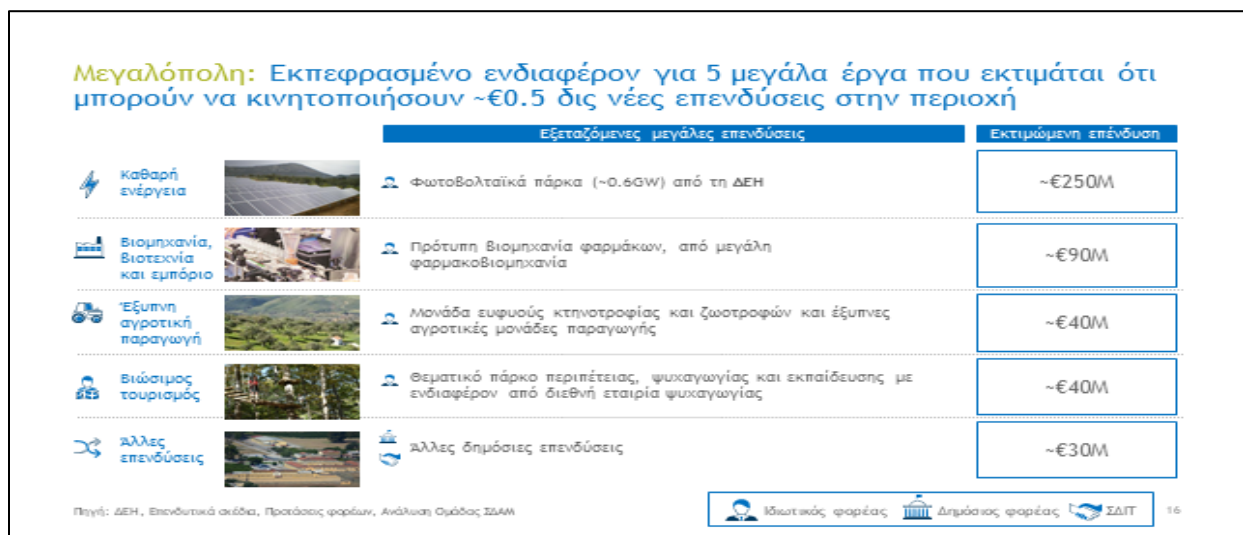 Μεγαλόπολη: Εκπεφρασμένο ενδιαφέρον για 5 μεγάλα έργα που εκτιμάται ότι
μπορούν να κινητοποιήσουν ~€0.5 δις νέες επενδύσεις στην περιοχή
Εξεταζόμενες μεγάλες επενδύσεις
Εκτιμώμενη επένδυση
Καθαρή
ενέργεια
Φωτοβολταϊκά πάρκα (~0.6GW) από τη ΔΕΗ
~€250M
Βιομηχανία,
Βιοτεχνία
και εμπόριο
Πρότυπη Βιομηχανία φαρμάκων, από μεγάλη
φαρμακοβιομηχανία
~€90M
Έξυπνη
αγροτική
παραγωγή
Μονάδα ευφυούς κτηνοτροφίας και ζωοτροφών και έξυπνες
αγροτικές μονάδες παραγωγής
~€40M
Βιώσιμος
τουρισμός
Θεματικό πάρκο περιπέτειας, ψυχαγωγίας και εκπαίδευσης με
ενδιαφέρον από διεθνή εταιρία ψυχαγωγίας
~€40M
Άλλες
επενδύσεις
Άλλες δημόσιες επενδύσεις
~€30M
Πηγή: ΔΕΗ, Επενδυτικά σχέδια, Προτάσεις φορέων, Ανάλυση Ομάδας ΣΔΑΜ
Ιδιωτικός φορέας
Δημόσιος φορέας
ΣΔΙΤ
16